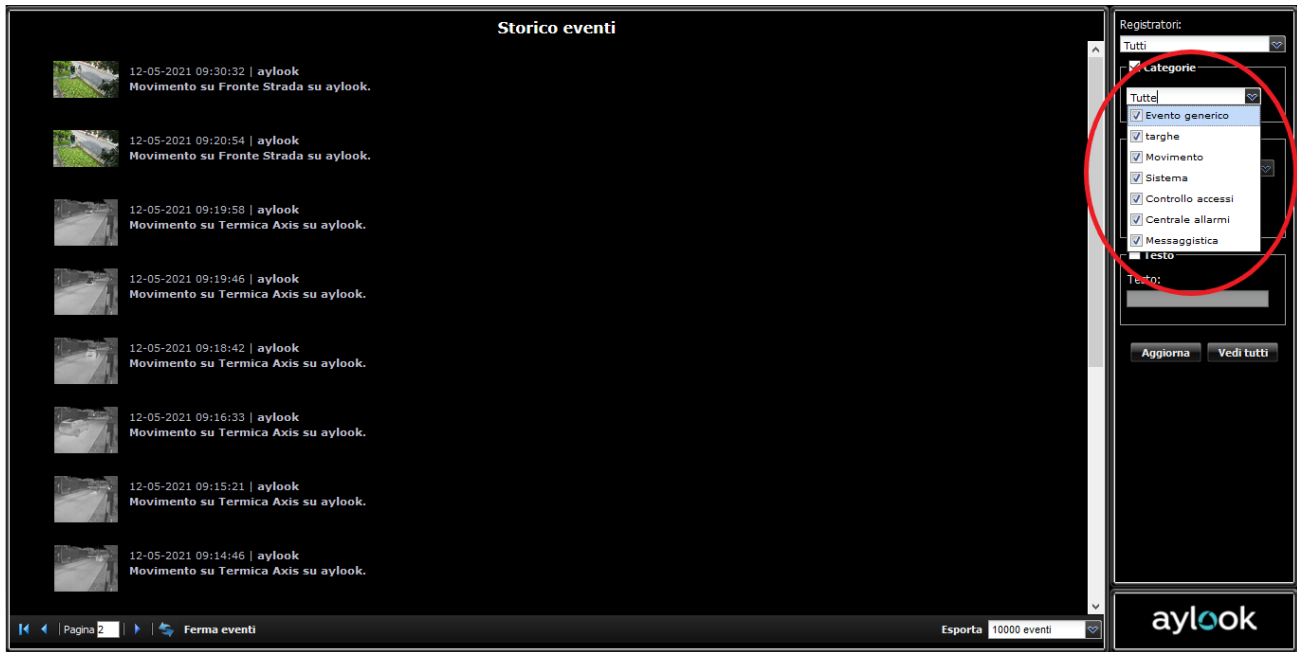 Storico eventi
12-05-2021 09:30:32 | aylook
Movimento su Fronte Strada su aylook.
12-05-2021 09:20:54 | aylook
Movimento su Fronte Strada su aylook.
12-05-2021 09:19:58 | aylook
Movimento su Termica Axis su aylook.
12-05-2021 09:19:46 | aylook
Movimento su Termica Axis su aylook.
12-05-2021 09:18:42 | aylook
Movimento su Termica Axis su aylook.
12-05-2021 09:16:33 | aylook
Movimento su Termica Axis su aylook.
12-05-2021 09:15:21 | aylook
Movimento su Termica Axis su aylook.
12-05-2021 09:14:46 | aylook
Movimento su Termica Axis su aylook.
Pagina 2
Ferma eventi
Esporta 10000 eventi
Registratori:
Tutti
Categorie
Tutte
Evento generico
targhe
Movimento
Sistema
Controllo accessi
Centrale allarmi
Messaggistica
Testo
Testo:
Aggiorna Vedi tutti
aylook